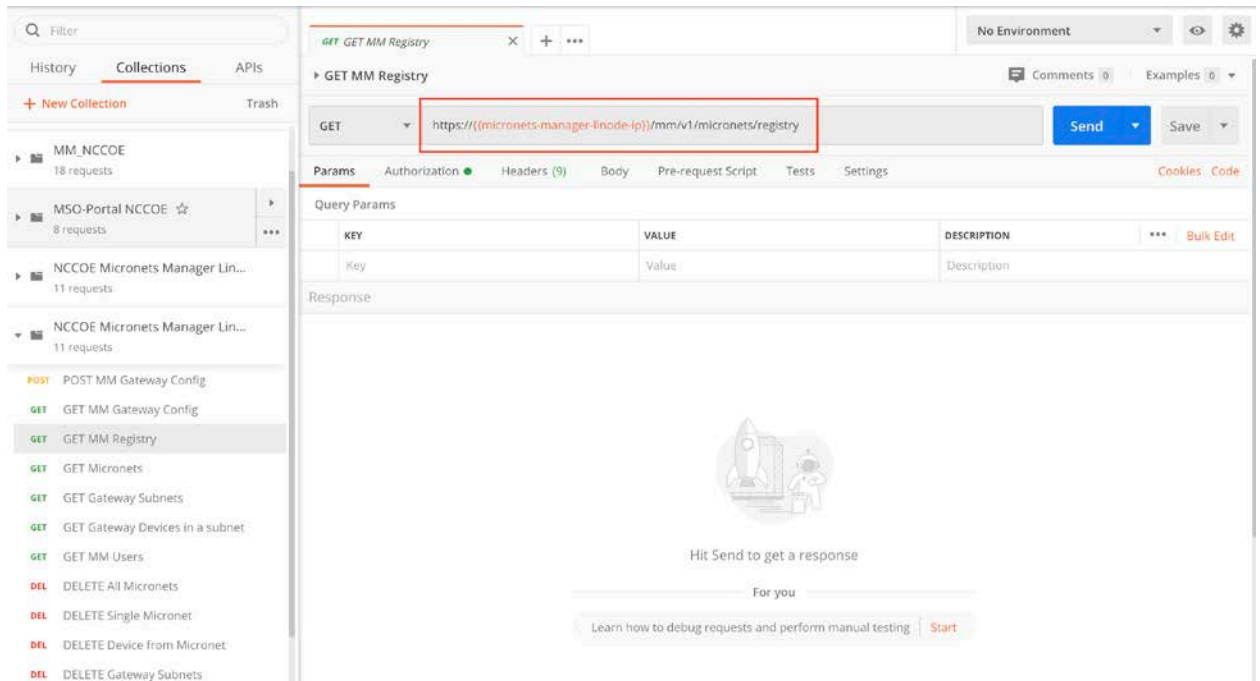 Filter
History Collections APIs
+ New Collection Trash
MM_NCCOE
18 requests
MSO-Portal NCCOE ☆
8 requests
NCCOE Micronets Manager Lin...
11 requests
NCCOE Micronets Manager Lin...
11 requests
POST POST MM Gateway Config
GET GET MM Gateway Config
GET GET MM Registry
GET GET Micronets
GET GET Gateway Subnets
GET GET Gateway Devices in a subnet
GET GET MM Users
DEL DELETE All Micronets
DEL DELETE Single Micronet
DEL DELETE Device from Micronet
DEL DELETE Gateway Subnets
GET GET MM Registry
No Environment
GET MM Registry
Comments 0 Examples 0
GET https://{{micronets-manager-linode-ip}}/mm/v1/micronets/registry
Send Save
Params Authorization Headers (9) Body Pre-request Script Tests Settings Cookies Code
Query Params
KEY VALUE DESCRIPTION ••• Bulk Edit
Key Value Description
Response
Hit Send to get a response
For you
Learn how to debug requests and perform manual testing Start